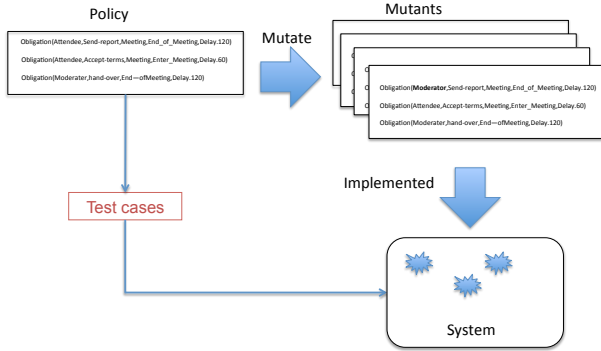 Policy
Mutants
Obligation(Attendee,Send-report,Meeting,End_of_Meeting,Delay.120)
Obligation(Attendee,Accept-terms,Meeting,Enter_Meeting,Delay.60)
Obligation(Moderater,hand-over,End—ofMeeting,Delay.120)
Mutate
Obligation(Moderator,Send-report,Meeting,End_of_Meeting,Delay.120)
Obligation(Attendee,Accept-terms,Meeting,Enter_Meeting,Delay.60)
Obligation(Moderater,hand-over,End—ofMeeting,Delay.120)
Implemented
Test cases
System